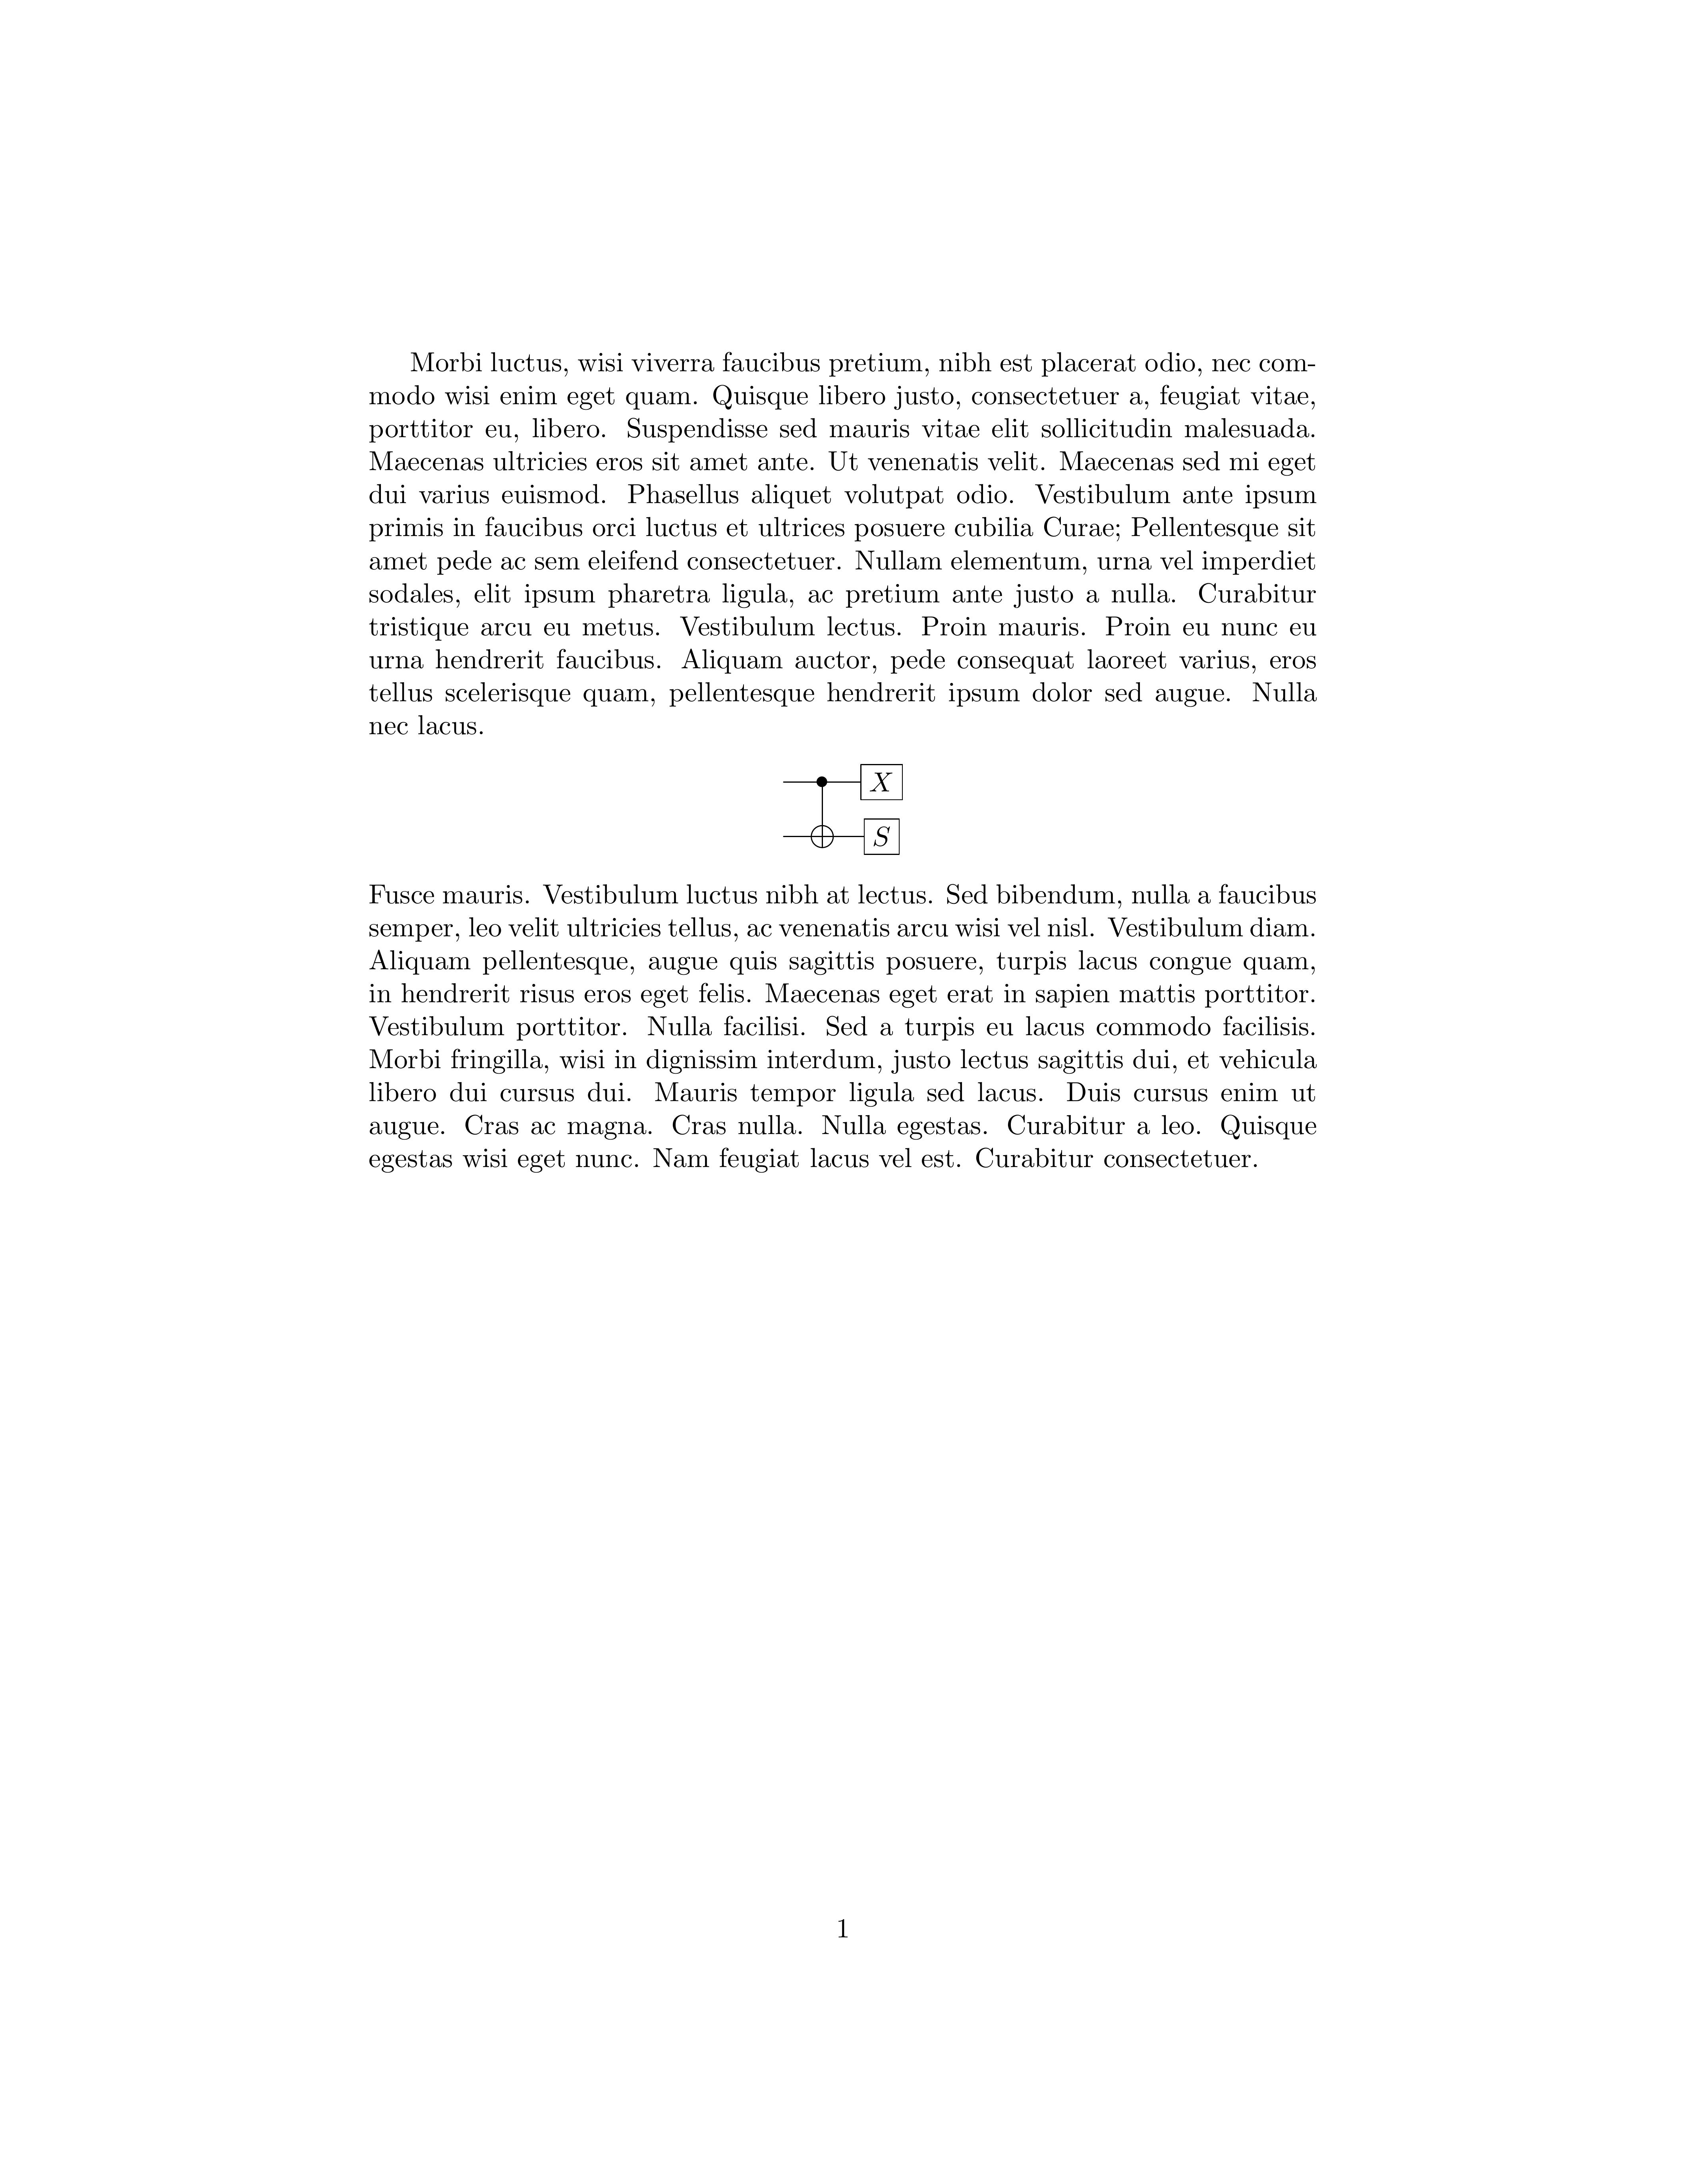 Morbi luctus, wisi viverra faucibus pretium, nibh est placerat odio, nec com-
modo wisi enim eget quam. Quisque libero justo, consectetuer a, feugiat vitae,
porttitor eu, libero. Suspendisse sed mauris vitae elit sollicitudin malesuada.
Maecenas ultricies eros sit amet ante. Ut venenatis velit. Maecenas sed mi eget
dui varius euismod. Phasellus aliquet volutpat odio. Vestibulum ante ipsum
primis in faucibus orci luctus et ultrices posuere cubilia Curae; Pellentesque sit
amet pede ac sem eleifend consectetuer. Nullam elementum, urna vel imperdiet
sodales, elit ipsum pharetra ligula, ac pretium ante justo a nulla. Curabitur
tristique arcu eu metus. Vestibulum lectus. Proin mauris. Proin eu nunc eu
urna hendrerit faucibus. Aliquam auctor, pede consequat laoreet varius, eros
tellus scelerisque quam, pellentesque hendrerit ipsum dolor sed augue. Nulla
nec lacus.
X
S
Fusce mauris. Vestibulum luctus nibh at lectus. Sed bibendum, nulla a faucibus
semper, leo velit ultricies tellus, ac venenatis arcu wisi vel nisl. Vestibulum diam.
Aliquam pellentesque, augue quis sagittis posuere, turpis lacus congue quam,
in hendrerit risus eros eget felis. Maecenas eget erat in sapien mattis porttitor.
Vestibulum porttitor. Nulla facilisi. Sed a turpis eu lacus commodo facilisis.
Morbi fringilla, wisi in dignissim interdum, justo lectus sagittis dui, et vehicula
libero dui cursus dui. Mauris tempor ligula sed lacus. Duis cursus enim ut
augue. Cras ac magna. Cras nulla. Nulla egestas. Curabitur a leo. Quisque
egestas wisi eget nunc. Nam feugiat lacus vel est. Curabitur consectetuer.
1